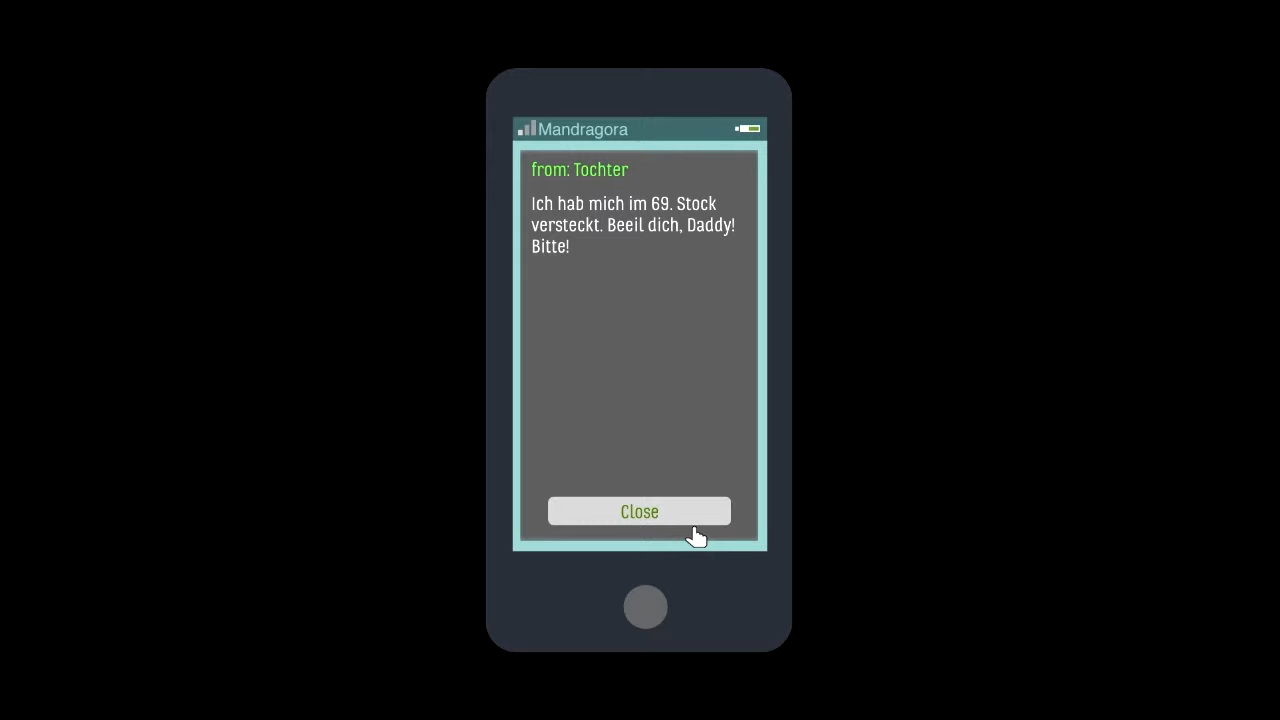 Mandragora
from: Tochter
Ich hab mich im 69. Stock
versteckt. Beeil dich, Daddy!
Bitte!
Close